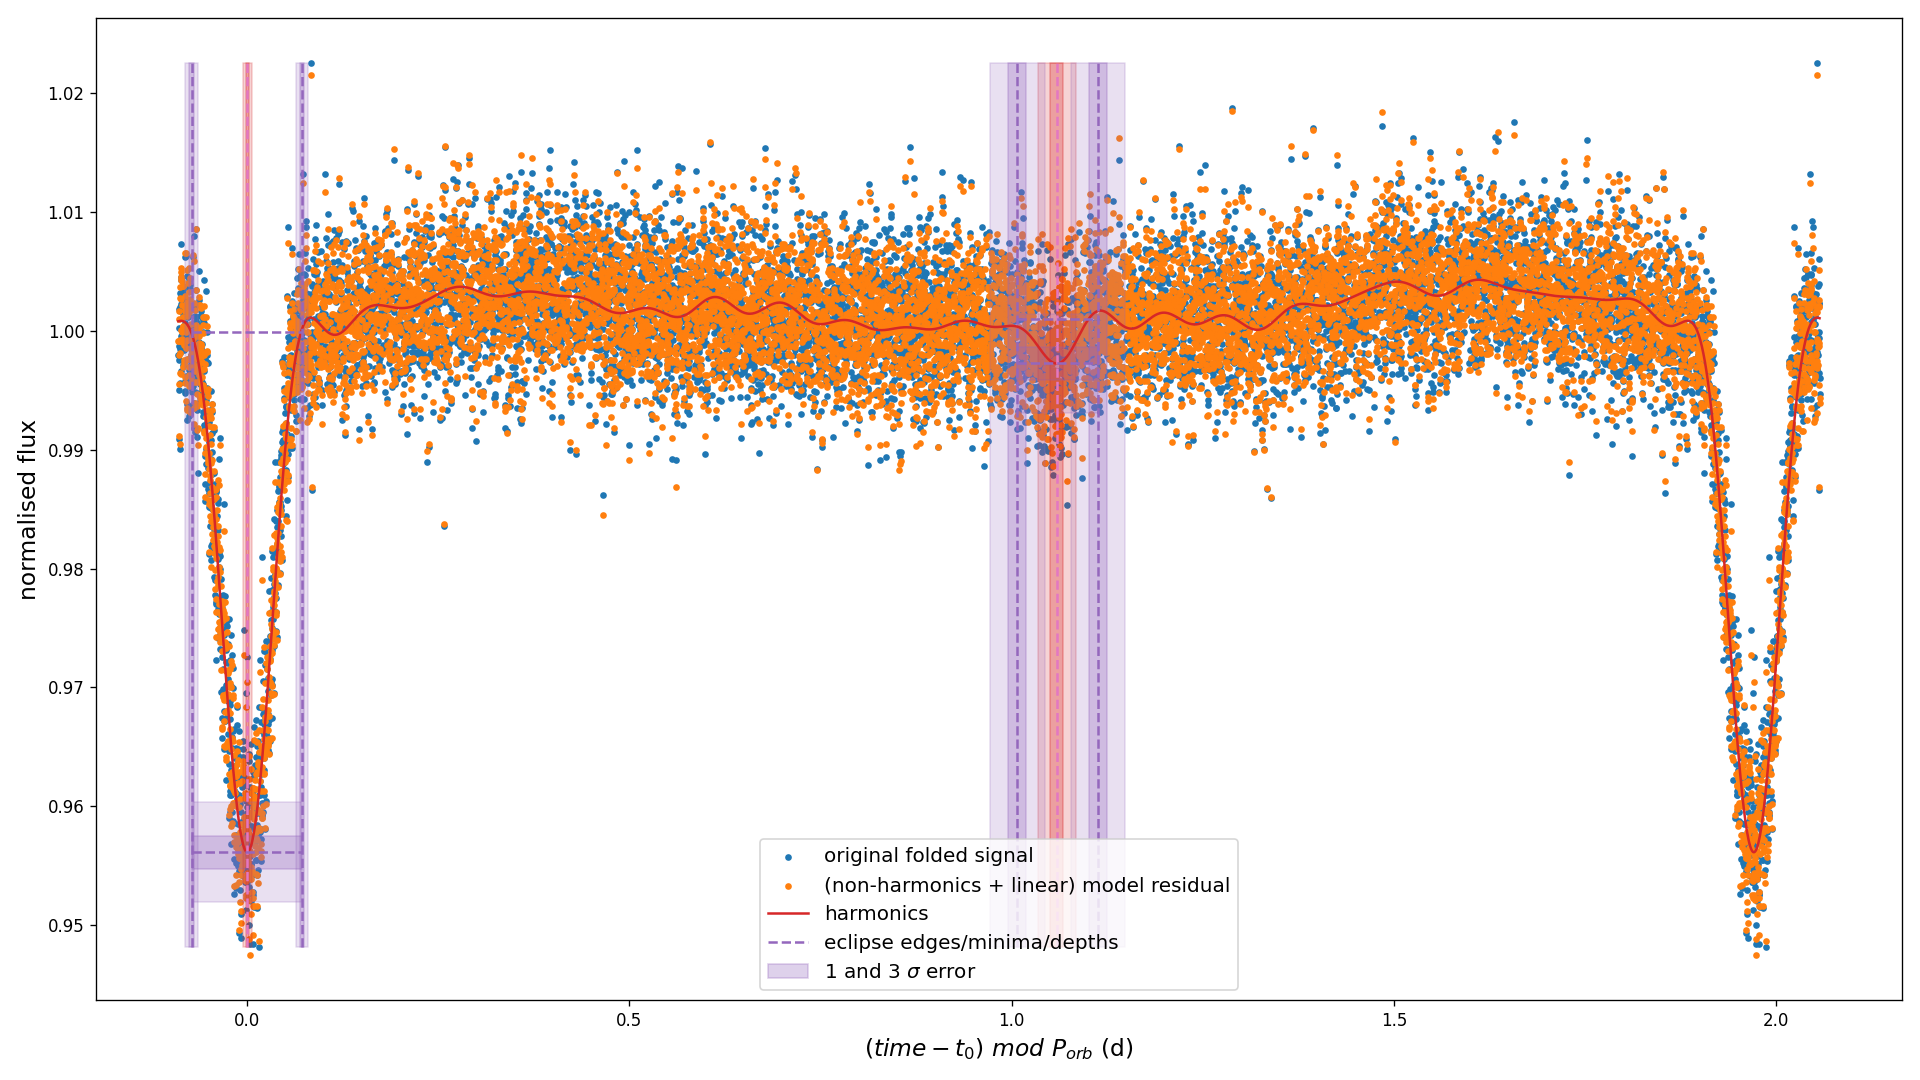 normalised flux
1.02
1.01
1.00
0.99
0.98
0.97
0.96
0.95
original folded signal
(non-harmonics + linear) model residual
harmonics
eclipse edges/minima/depths
1 and 3 σ error
0.0 0.5 1.0 1.5 2.0
(time − t₀) mod P_orb (d)